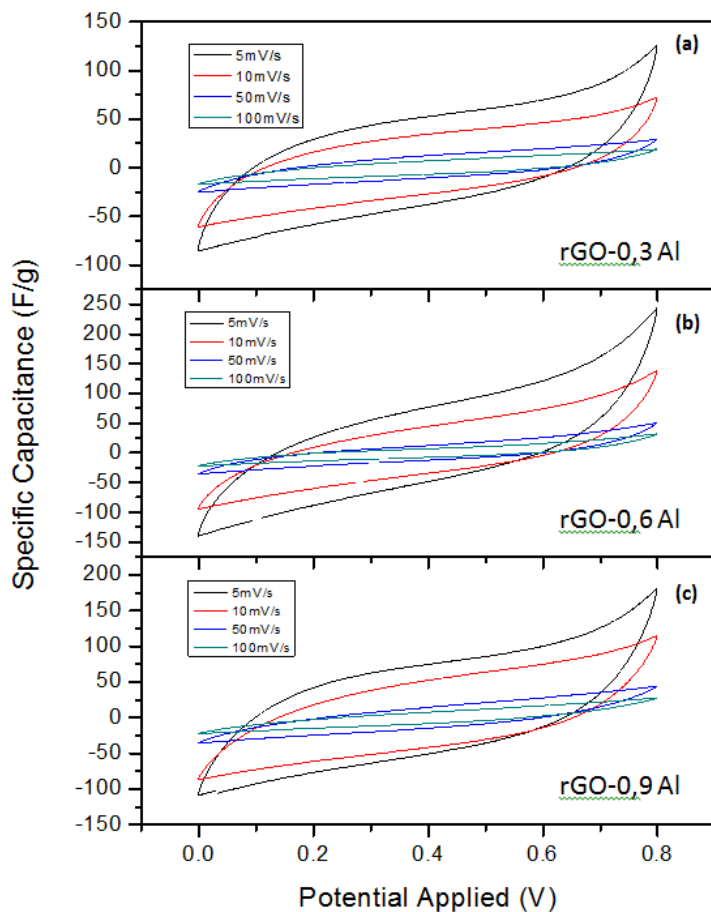 Specific Capacitance (F/g)
150
100
50
0
-50
-100
5mV/s
10mV/s
50mV/s
100mV/s
(a)
rGO-0,3 Al
250
200
150
100
50
0
-50
-100
-150
5mV/s
10mV/s
50mV/s
100mV/s
(b)
rGO-0,6 Al
200
150
100
50
0
-50
-100
-150
5mV/s
10mV/s
50mV/s
100mV/s
(c)
rGO-0,9 Al
0.0 0.2 0.4 0.6 0.8
Potential Applied (V)